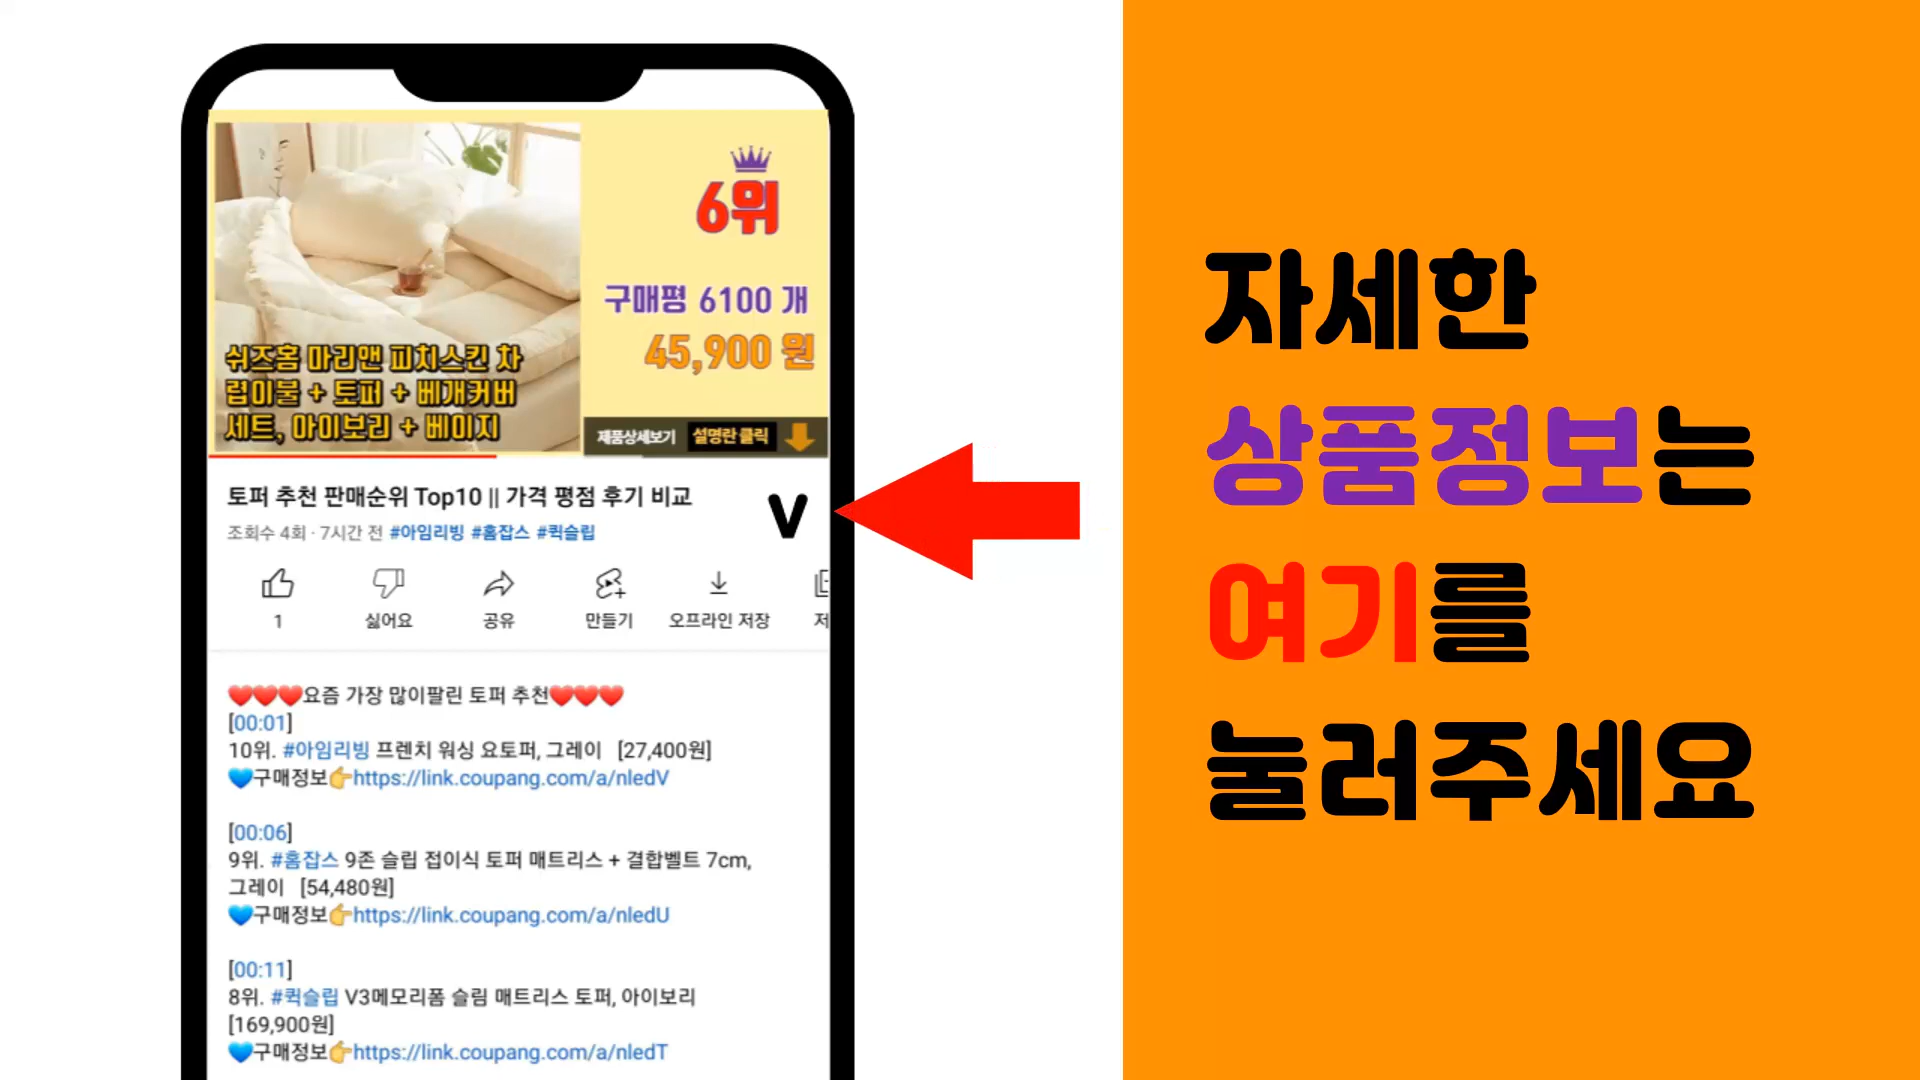 6위
구매평 6100 개
45,900 원
쉬즈홈 마리앤 피치스킨 차
렵이불 + 토퍼 + 베개커버
세트, 아이보리 + 베이지
제품상세보기 설명란 클릭
토퍼 추천 판매순위 Top10 || 가격 평점 후기 비교
V
조회수 4회 · 7시간 전 #아임리빙 #홈잡스 #퀵슬립
1 싫어요 공유 만들기 오프라인 저장 저
❤️❤️❤️요즘 가장 많이팔린 토퍼 추천❤️❤️❤️
[00:01]
10위. #아임리빙 프렌치 워싱 요토퍼, 그레이 [27,400원]
💙구매정보👉https://link.coupang.com/a/nledV
[00:06]
9위. #홈잡스 9존 슬립 접이식 토퍼 매트리스 + 결합벨트 7cm,
그레이 [54,480원]
💙구매정보👉https://link.coupang.com/a/nledU
[00:11]
8위. #퀵슬립 V3메모리폼 슬림 매트리스 토퍼, 아이보리
[169,900원]
💙구매정보👉https://link.coupang.com/a/nledT
자세한
상품정보는
여기를
눌러주세요